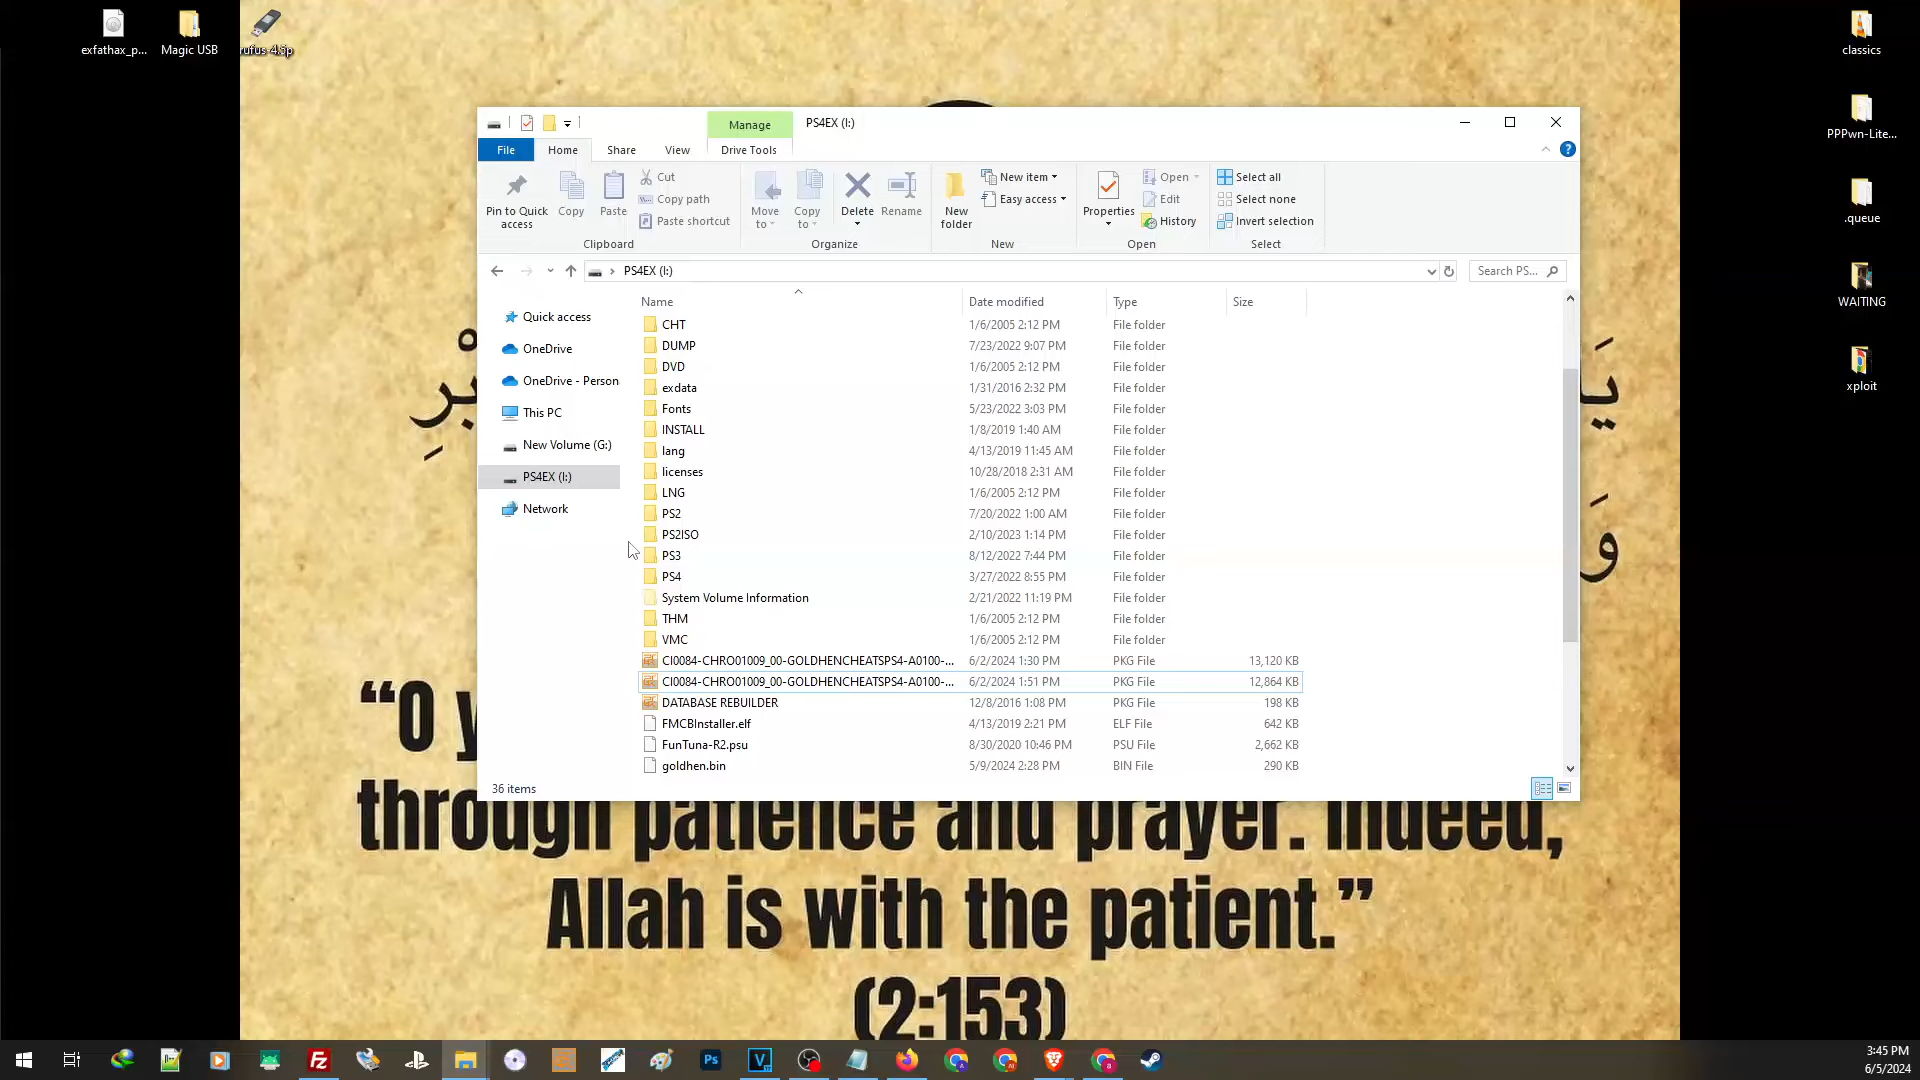 exfathax_p...
Magic USB
rufus-4.5p
classics
PPPwn-Lite...
.queue
WAITING
xploit
Manage
PS4EX (I:)
File
Home
Share
View
Drive Tools
Pin to Quick access
Copy
Paste
Cut
Copy path
Paste shortcut
Clipboard
Move to
Copy to
Delete
Rename
Organize
New folder
New item
Easy access
New
Properties
Open
Edit
History
Open
Select all
Select none
Invert selection
Select
PS4EX (I:)
Search PS...
Quick access
OneDrive
OneDrive - Person
This PC
New Volume (G:)
PS4EX (I:)
Network
Name Date modified Type Size
CHT 1/6/2005 2:12 PM File folder
DUMP 7/23/2022 9:07 PM File folder
DVD 1/6/2005 2:12 PM File folder
exdata 1/31/2016 2:32 PM File folder
Fonts 5/23/2022 3:03 PM File folder
INSTALL 1/8/2019 1:40 AM File folder
lang 4/13/2019 11:45 AM File folder
licenses 10/28/2018 2:31 AM File folder
LNG 1/6/2005 2:12 PM File folder
PS2 7/20/2022 1:00 AM File folder
PS2ISO 2/10/2023 1:14 PM File folder
PS3 8/12/2022 7:44 PM File folder
PS4 3/27/2022 8:55 PM File folder
System Volume Information 2/21/2022 11:19 PM File folder
THM 1/6/2005 2:12 PM File folder
VMC 1/6/2005 2:12 PM File folder
CI0084-CHRO01009_00-GOLDHENCHEATSPS4-A0100-... 6/2/2024 1:30 PM PKG File 13,120 KB
CI0084-CHRO01009_00-GOLDHENCHEATSPS4-A0100-... 6/2/2024 1:51 PM PKG File 12,864 KB
DATABASE REBUILDER 12/8/2016 1:08 PM PKG File 198 KB
FMCBInstaller.elf 4/13/2019 2:21 PM ELF File 642 KB
FunTuna-R2.psu 8/30/2020 10:46 PM PSU File 2,662 KB
goldhen.bin 5/9/2024 2:28 PM BIN File 290 KB
36 items
“O
through patience and prayer. Indeed,
Allah is with the patient.”
(2:153)
3:45 PM
6/5/2024